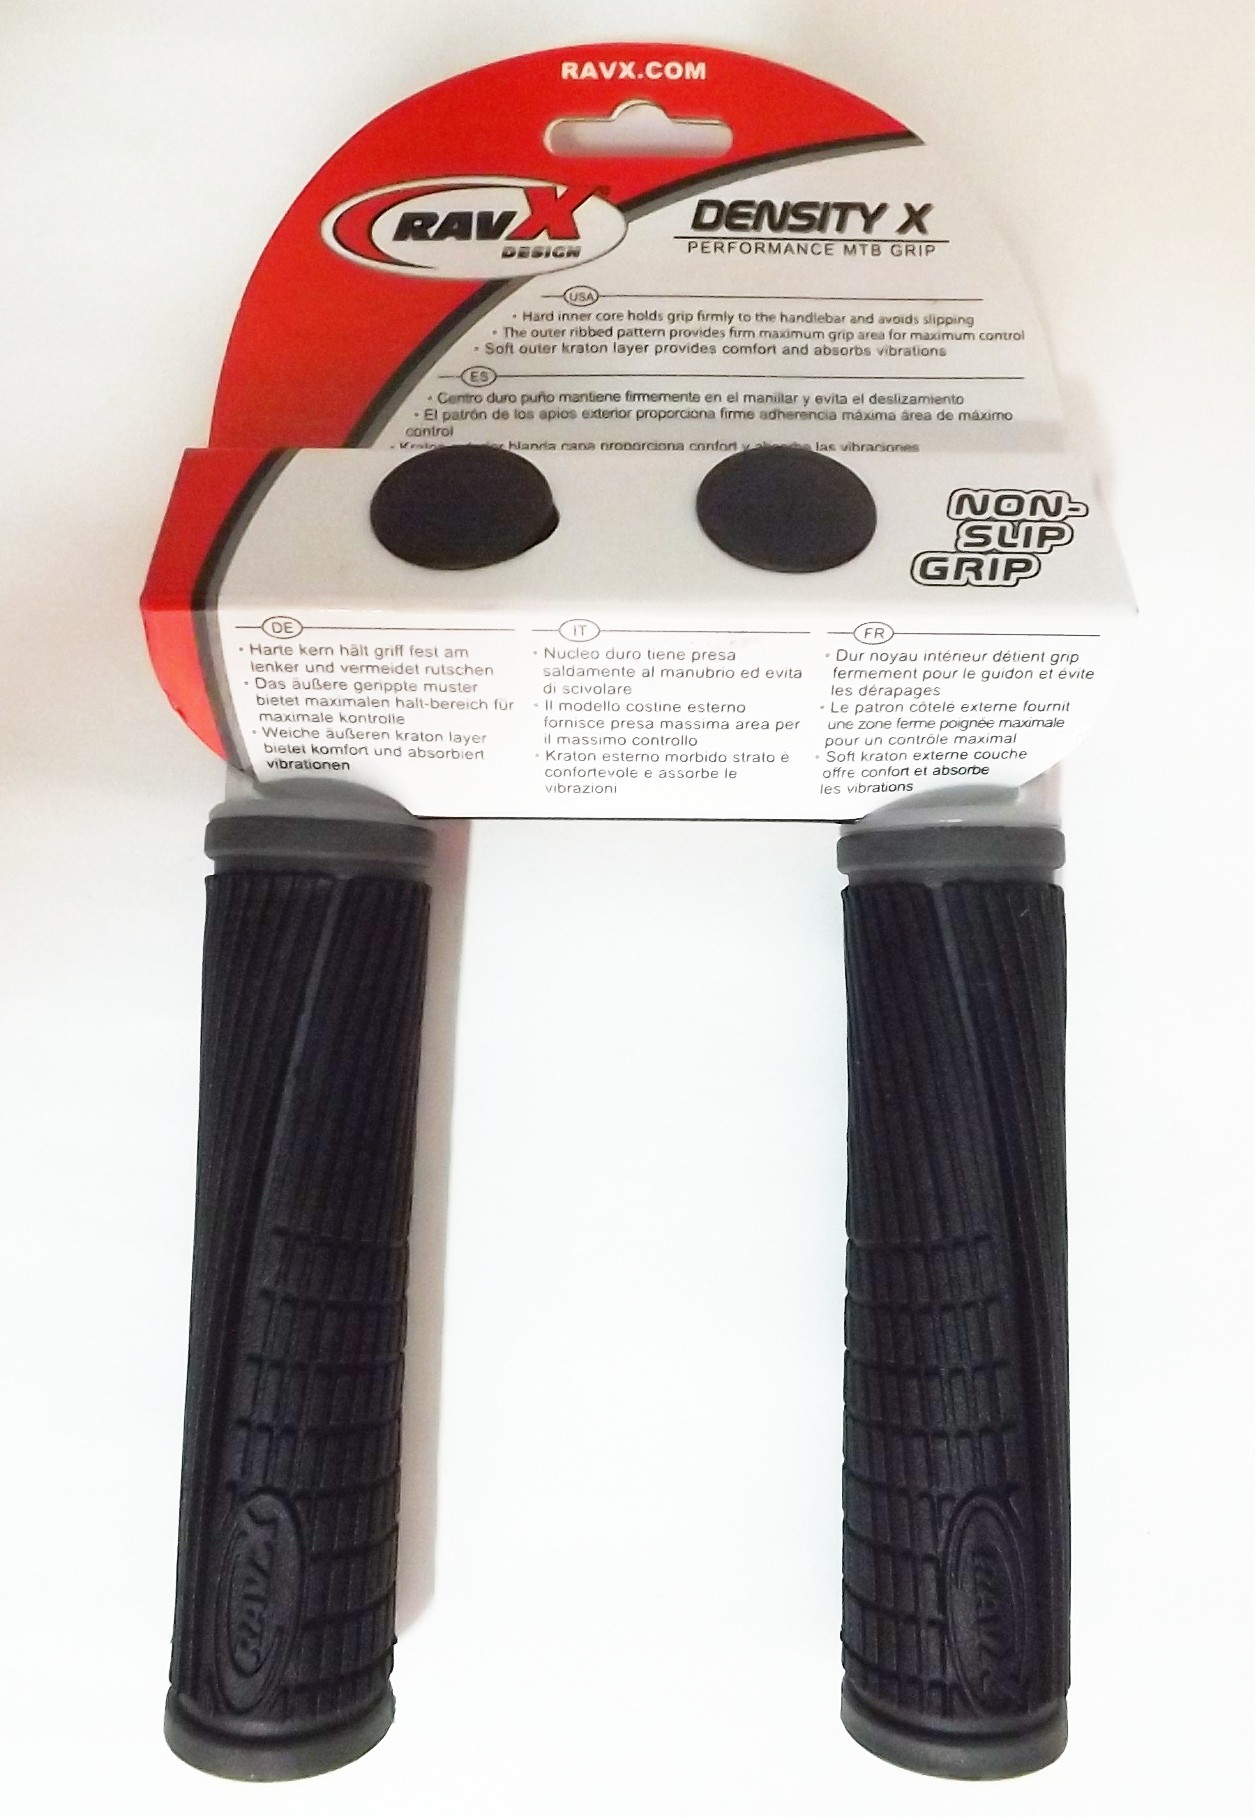 RAVX.COM
RAVX®
DESIGN
DENSITY X
PERFORMANCE MTB GRIP
USA
• Hard inner core holds grip firmly to the handlebar and avoids slipping
• The outer ribbed pattern provides firm maximum grip area for maximum control
• Soft outer kraton layer provides comfort and absorbs vibrations
ES
• Centro duro puño mantiene firmemente en el manillar y evita el deslizamiento
• El patrón de los apios exterior proporciona firme adherencia máxima área de máximo
control
• blanda capa proporciona confort y las vibraciones
NON-
SLIP
GRIP
DE
• Harte kern hält griff fest am
lenker und vermeidet rutschen
• Das äußere gerippte muster
bietet maximalen halt-bereich für
maximale kontrolle
• Weiche äußeren kraton layer
bietet komfort und absorbiert
vibrationen
IT
• Nucleo duro tiene presa
saldamente al manubrio ed evita
di scivolare
• Il modello costine esterno
fornisce presa massima area per
il massimo controllo
• Kraton esterno morbido strato è
confortevole e assorbe le
vibrazioni
FR
• Dur noyau intérieur détient grip
fermement pour le guidon et évite
les dérapages
• Le patron côtelé externe fournit
une zone ferme poignée maximale
pour un contrôle maximal
• Soft kraton externe couche
offre confort et absorbe
les vibrations
RAVX
RAVX